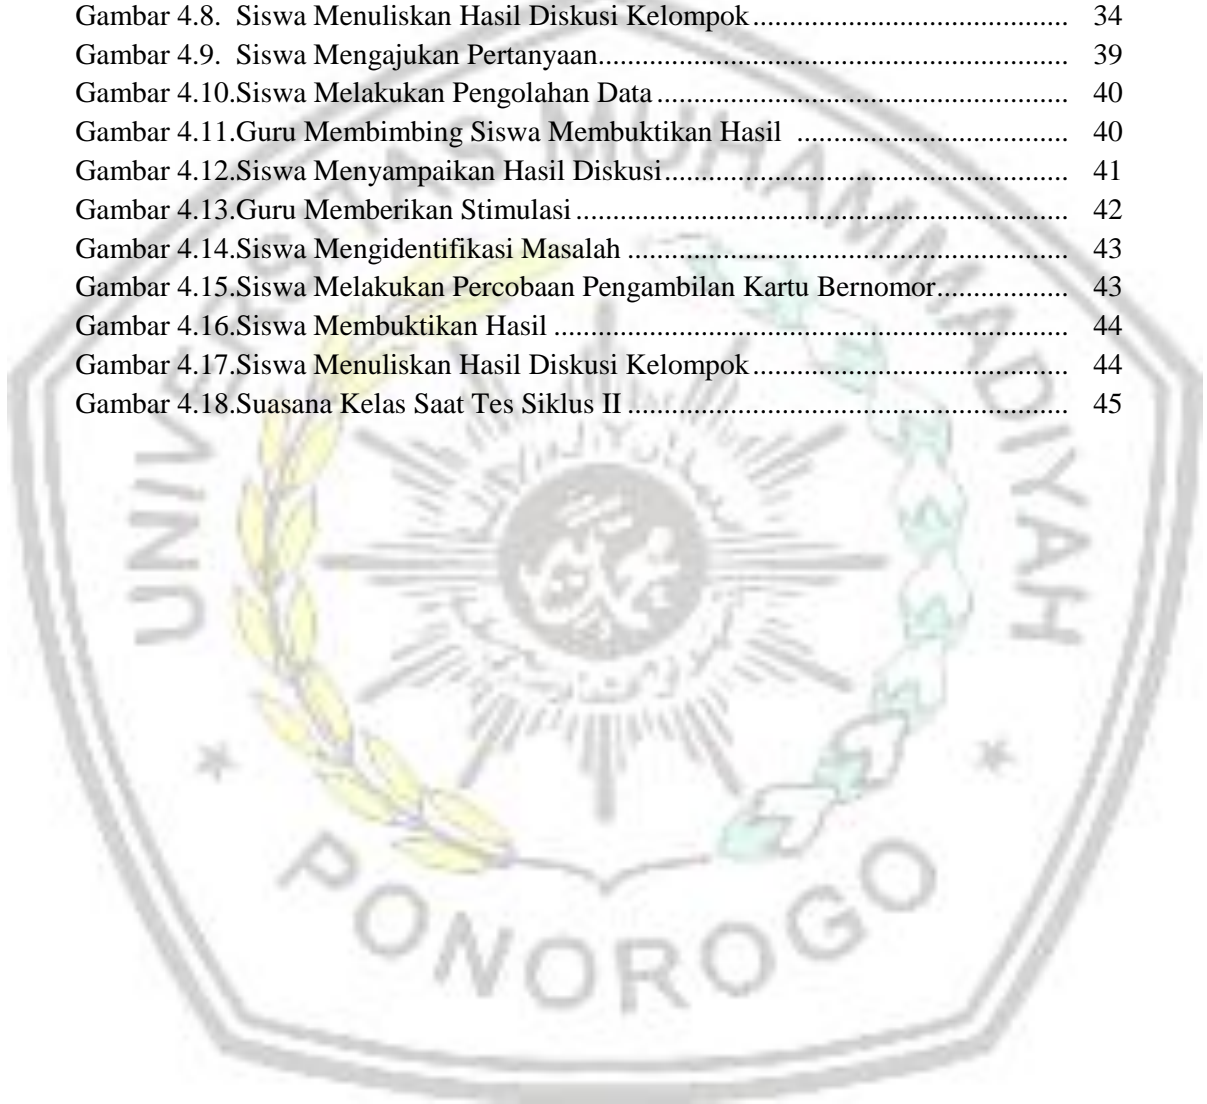 Gambar 4.8. Siswa Menuliskan Hasil Diskusi Kelompok............................................ 34
Gambar 4.9. Siswa Mengajukan Pertanyaan................................................................. 39
Gambar 4.10.Siswa Melakukan Pengolahan Data ......................................................... 40
Gambar 4.11.Guru Membimbing Siswa Membuktikan Hasil ...................................... 40
Gambar 4.12.Siswa Menyampaikan Hasil Diskusi........................................................ 41
Gambar 4.13.Guru Memberikan Stimulasi .................................................................... 42
Gambar 4.14.Siswa Mengidentifikasi Masalah ............................................................. 43
Gambar 4.15.Siswa Melakukan Percobaan Pengambilan Kartu Bernomor.................. 43
Gambar 4.16.Siswa Membuktikan Hasil ....................................................................... 44
Gambar 4.17.Siswa Menuliskan Hasil Diskusi Kelompok............................................ 44
Gambar 4.18.Suasana Kelas Saat Tes Siklus II ............................................................. 45
UNIVERSITAS MUHAMMADIYAH
PONOROGO